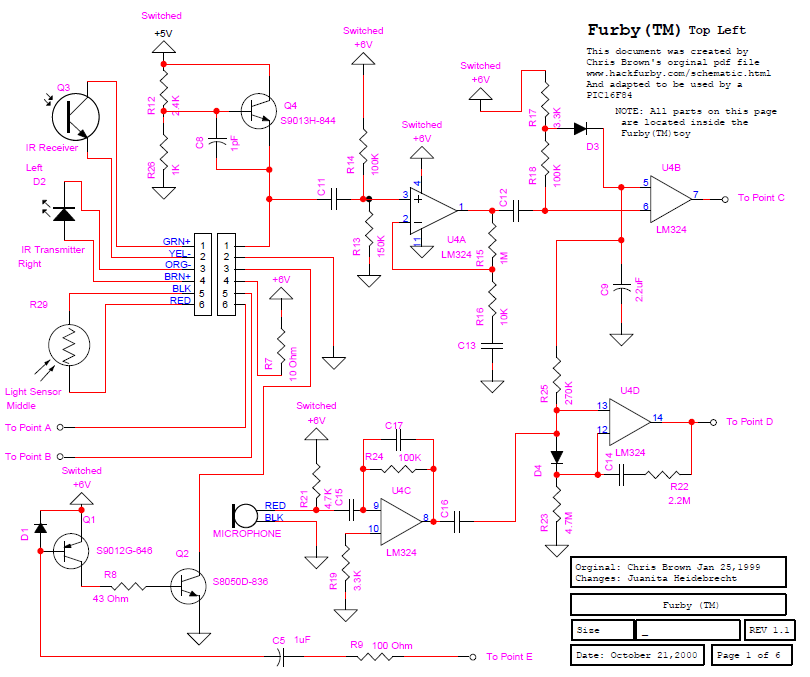 Switched
+5V
Switched
+6V
Furby(TM) Top Left
This document was created by
Chris Brown's orginal pdf file
www.hackfurby.com/schematic.html
And adapted to be used by a
PIC16F84
NOTE: All parts on this page
are located inside the
Furby(TM)toy
Switched
+6V
Q3
IR Receiver
R12
2.4K
Q4
S9013H-844
C8
1pF
R26
1K
R14
100K
Switched
+6V
R17
3.3K
D3
R18
100K
Left
D2
IR Transmitter
Right
C11
3
4
2
11
1
U4A
LM324
R13
150K
C12
R15
1M
R16
10K
C13
U4B
5
6
7
LM324
To Point C
C9
2.2uF
GRN+
YEL-
ORG-
BRN+
BLK
RED
1
2
3
4
5
6
1
2
3
4
5
6
+6V
R7
10 Ohm
R29
Light Sensor
Middle
To Point A
To Point B
R25
270K
U4D
13
12
14
LM324
To Point D
C14
R22
2.2M
D4
R23
4.7M
Switched
+6V
R21
4.7K
C17
R24
100K
C15
U4C
9
10
8
LM324
C16
RED
BLK
MICROPHONE
R19
3.3K
Switched
+6V
D1
Q1
S9012G-646
R8
43 Ohm
Q2
S8050D-836
C5
1uF
R9
100 Ohm
To Point E
Orginal: Chris Brown Jan 25,1999
Changes: Juanita Heidebrecht
Furby (TM)
Size
_
REV 1.1
Date: October 21,2000
Page 1 of 6